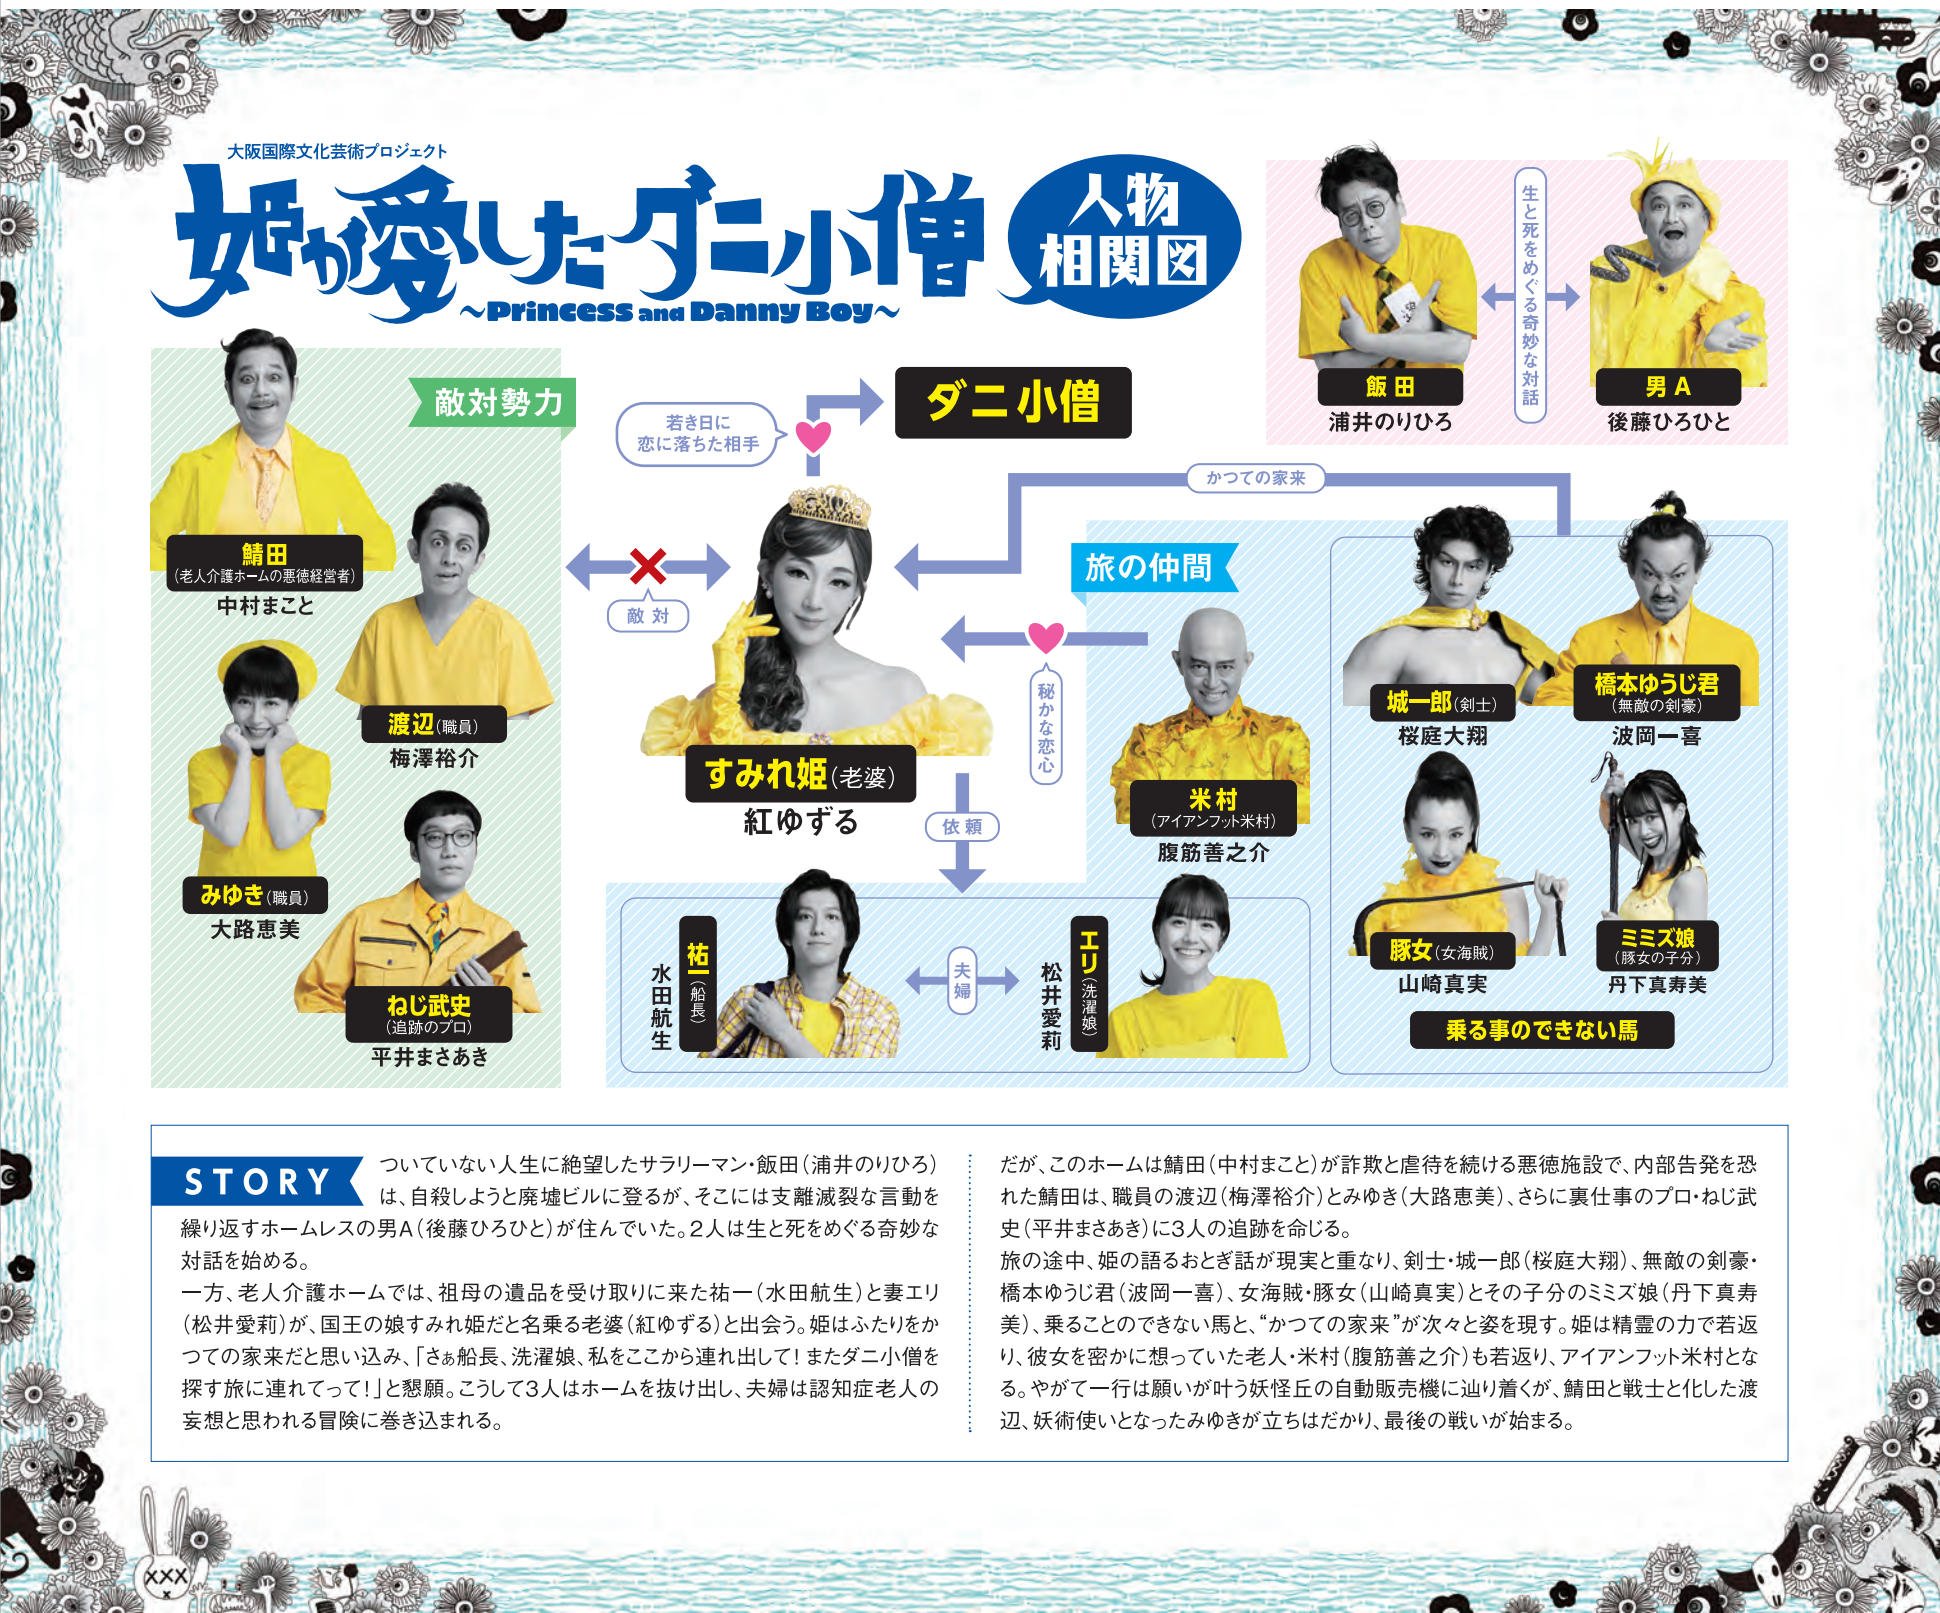 大阪国際文化芸術プロジェクト
姫が愛したダニ小僧
～Princess and Danny Boy～
人物
相関図
飯田
浦井のりひろ
生と死をめぐる奇妙な対話
男A
後藤ひろひと
敵対勢力
鯖田
(老人介護ホームの悪徳経営者)
中村まこと
渡辺(職員)
梅澤裕介
みゆき(職員)
大路恵美
ねじ武史
(追跡のプロ)
平井まさあき
若き日に
恋に落ちた相手
ダニ小僧
敵対
すみれ姫(老婆)
紅ゆずる
かつての家来
秘かな恋心
依頼
旅の仲間
米村
(アイアンフット米村)
腹筋善之介
城一郎(剣士)
桜庭大翔
橋本ゆうじ君
(無敵の剣豪)
波岡一喜
豚女(女海賊)
山崎真実
ミミズ娘
(豚女の子分)
丹下真寿美
乗る事のできない馬
祐一(船長)
水田航生
夫婦
エリ(洗濯娘)
松井愛莉
STORY
ついていない人生に絶望したサラリーマン・飯田(浦井のりひろ)
は、自殺しようと廃墟ビルに登るが、そこには支離滅裂な言動を
繰り返すホームレスの男A(後藤ひろひと)が住んでいた。2人は生と死をめぐる奇妙な
対話を始める。
一方、老人介護ホームでは、祖母の遺品を受け取りに来た祐一(水田航生)と妻エリ
(松井愛莉)が、国王の娘すみれ姫だと名乗る老婆(紅ゆずる)と出会う。姫はふたりをか
つての家来だと思い込み、「さぁ船長、洗濯娘、私をここから連れ出して！またダニ小僧を
探す旅に連れてって！」と懇願。こうして3人はホームを抜け出し、夫婦は認知症老人の
妄想と思われる冒険に巻き込まれる。
だが、このホームは鯖田(中村まこと)が詐欺と虐待を続ける悪徳施設で、内部告発を恐
れた鯖田は、職員の渡辺(梅澤裕介)とみゆき(大路恵美)、さらに裏仕事のプロ・ねじ武
史(平井まさあき)に3人の追跡を命じる。
旅の途中、姫の語るおとぎ話が現実と重なり、剣士・城一郎(桜庭大翔)、無敵の剣豪・
橋本ゆうじ君(波岡一喜)、女海賊・豚女(山崎真実)とその子分のミミズ娘(丹下真寿
美)、乗ることのできない馬と、“かつての家来”が次々と姿を現す。姫は精霊の力で若返
り、彼女を密かに想っていた老人・米村(腹筋善之介)も若返り、アイアンフット米村とな
る。やがて一行は願いが叶う妖怪丘の自動販売機に辿り着くが、鯖田と戦士と化した渡
辺、妖術使いとなったみゆきが立ちはだかり、最後の戦いが始まる。
XXX